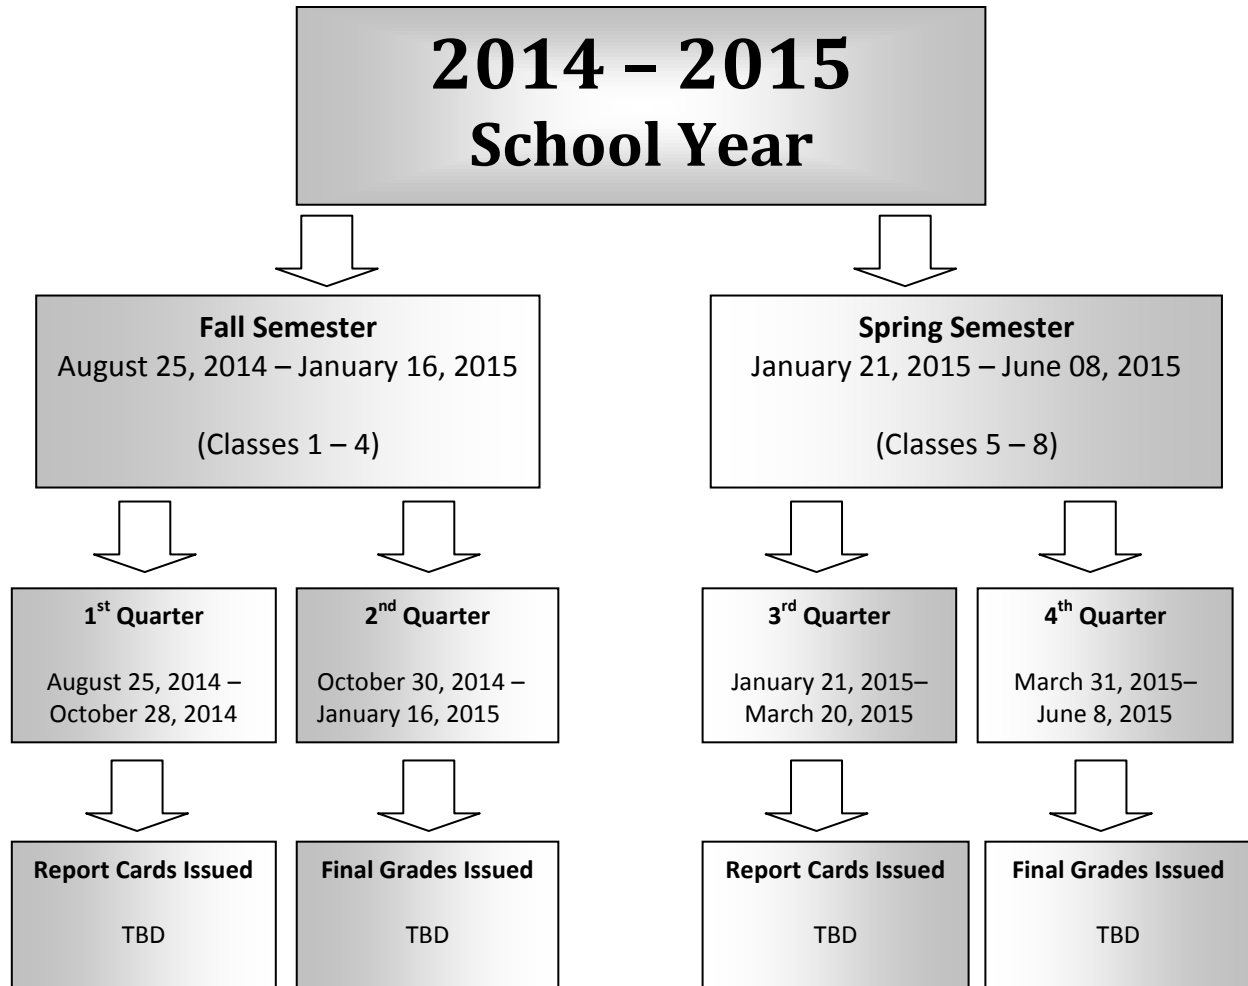 2014 – 2015
School Year
Fall Semester
August 25, 2014 – January 16, 2015
(Classes 1 – 4)
Spring Semester
January 21, 2015 – June 08, 2015
(Classes 5 – 8)
1st Quarter
August 25, 2014 –
October 28, 2014
2nd Quarter
October 30, 2014 –
January 16, 2015
3rd Quarter
January 21, 2015–
March 20, 2015
4th Quarter
March 31, 2015–
June 8, 2015
Report Cards Issued
TBD
Final Grades Issued
TBD
Report Cards Issued
TBD
Final Grades Issued
TBD